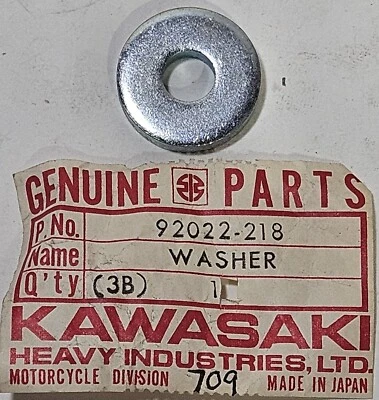 GENUINE PARTS
P.No. 92022-218
Name WASHER
Q'ty (3B) 1
KAWASAKI
HEAVY INDUSTRIES, LTD.
MOTORCYCLE DIVISION 709 MADE IN JAPAN